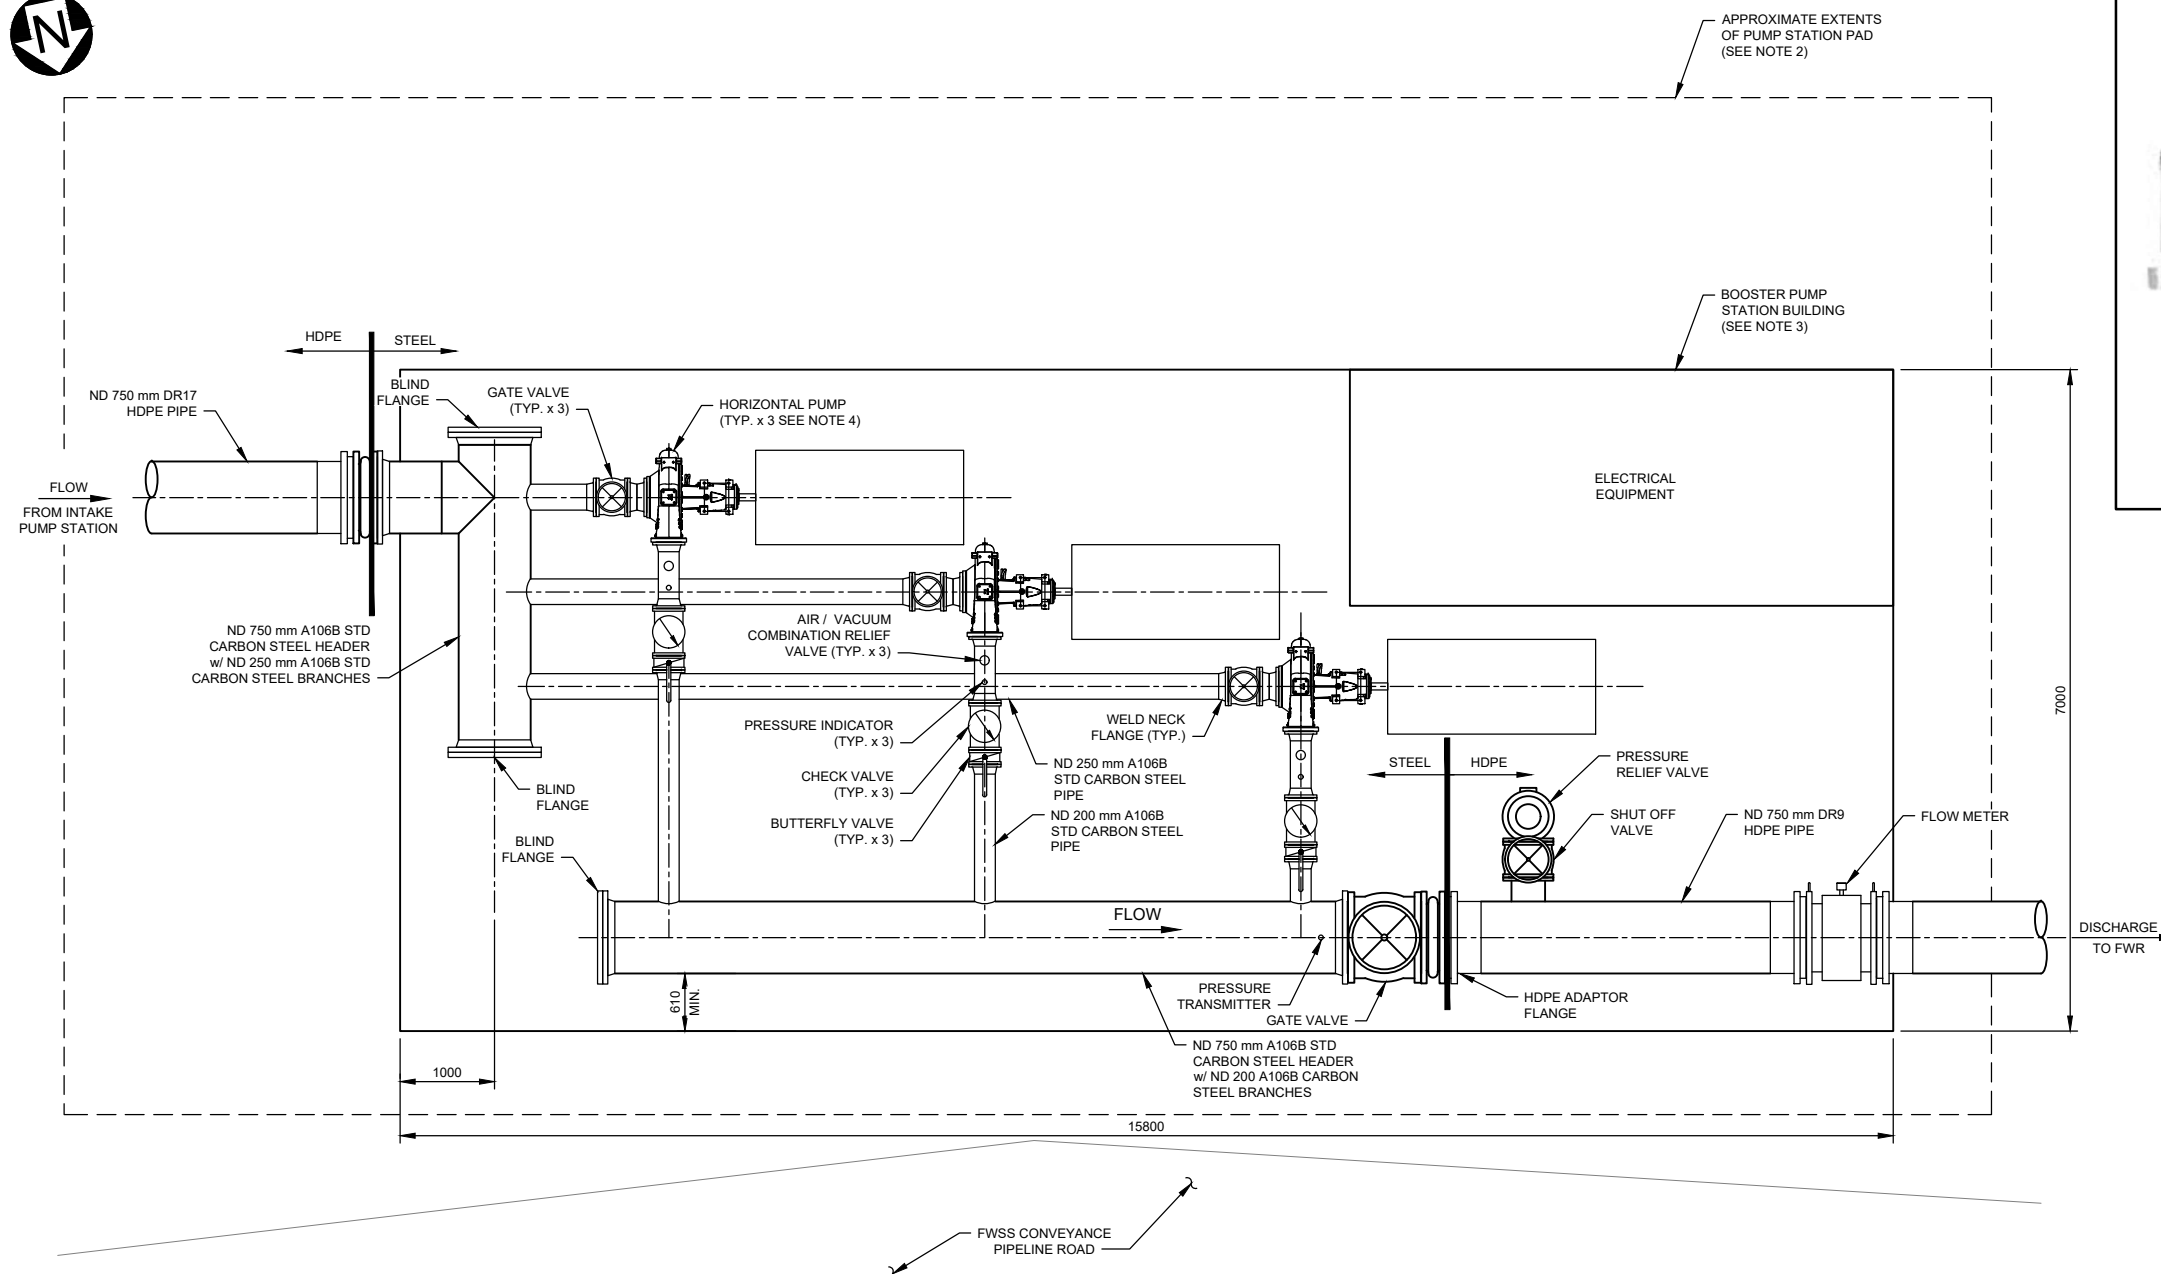 N
APPROXIMATE EXTENTS
OF PUMP STATION PAD
(SEE NOTE 2)
BOOSTER PUMP
STATION BUILDING
(SEE NOTE 3)
HDPE
STEEL
BLIND
FLANGE
GATE VALVE
(TYP. x 3)
HORIZONTAL PUMP
(TYP. x 3 SEE NOTE 4)
ND 750 mm DR17
HDPE PIPE
FLOW
FROM INTAKE
PUMP STATION
ELECTRICAL
EQUIPMENT
ND 750 mm A106B STD
CARBON STEEL HEADER
w/ ND 250 mm A106B STD
CARBON STEEL BRANCHES
AIR / VACUUM
COMBINATION RELIEF
VALVE (TYP. x 3)
PRESSURE INDICATOR
(TYP. x 3)
WELD NECK
FLANGE (TYP.)
7000
CHECK VALVE
(TYP. x 3)
ND 250 mm A106B
STD CARBON STEEL
PIPE
STEEL
HDPE
PRESSURE
RELIEF VALVE
BLIND
FLANGE
BUTTERFLY VALVE
(TYP. x 3)
ND 200 mm A106B
STD CARBON STEEL
PIPE
SHUT OFF
VALVE
ND 750 mm DR9
HDPE PIPE
FLOW METER
BLIND
FLANGE
FLOW
DISCHARGE
TO FWR
610
MIN.
PRESSURE
TRANSMITTER
GATE VALVE
HDPE ADAPTOR
FLANGE
ND 750 mm A106B STD
CARBON STEEL HEADER
w/ ND 200 A106B CARBON
STEEL BRANCHES
1000
15800
FWSS CONVEYANCE
PIPELINE ROAD